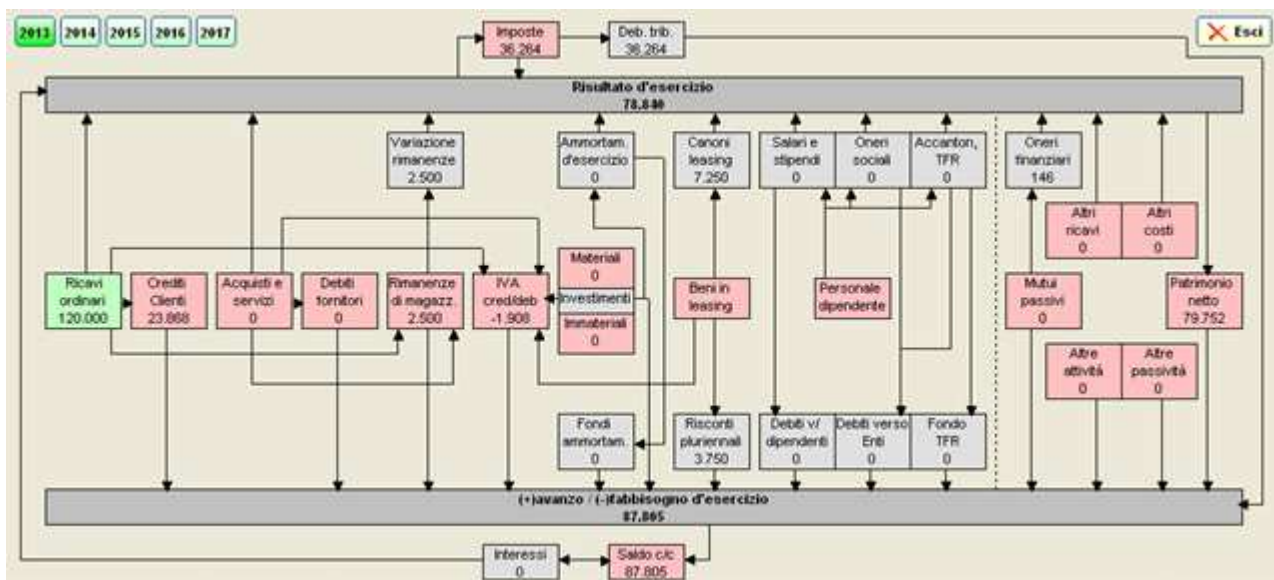 2013 2014 2015 2016 2017
Imposte
36.264
Deb. trib.
36.264
Esci
Risultato d'esercizio
78.840
Variazione
rimanenze
2.500
Ammortam.
d'esercizio
0
Canoni
leasing
7.250
Salari e
stipendi
0
Oneri
sociali
0
Accanton,
TFR
0
Oneri
finanziari
146
Altri
ricavi
0
Altri
costi
0
Ricavi
ordinari
120.000
Crediti
Clienti
23.868
Acquisti e
servizi
0
Debiti
fornitori
0
Rimanenze
di magazz.
2.500
IVA
cred/deb
-1.908
Materiali
0
Investimenti
Immateriali
0
Beni in
leasing
Personale
dipendente
Mutui
passivi
0
Patrimonio
netto
79.752
Altre
attività
0
Altre
passività
0
Fondi
ammortam.
0
Risconti
pluriennali
3.750
Debiti v/
dipendenti
0
Debiti verso
Enti
0
Fondo
TFR
0
(+)avanzo / (-)fabbisogno d'esercizio
87.805
Interessi
0
Saldo c/c
87.805